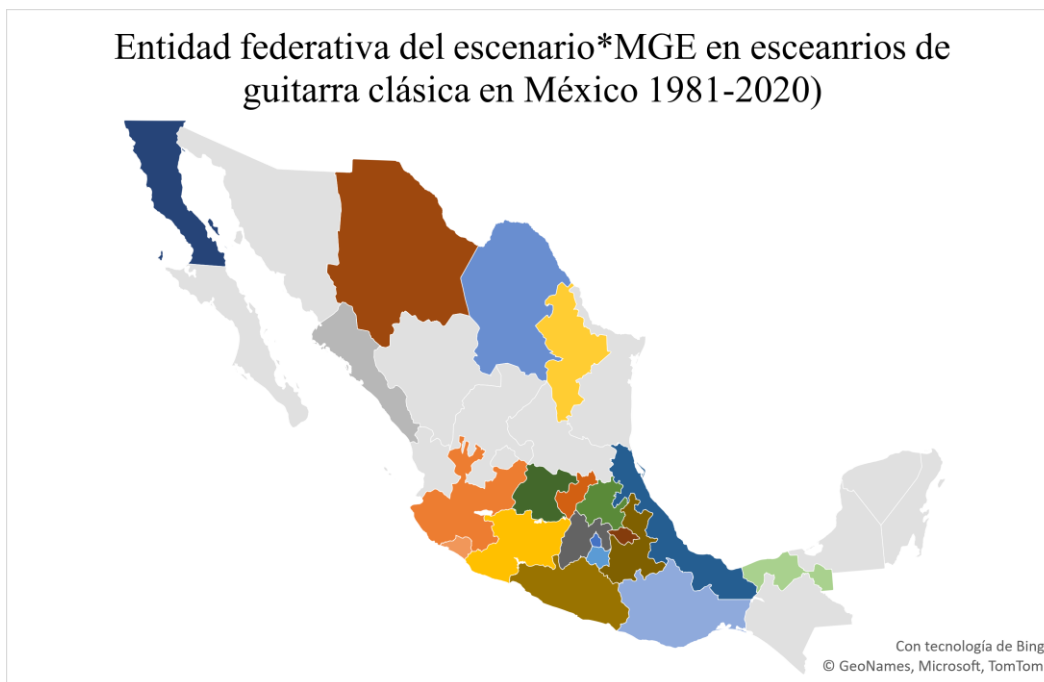 Entidad federativa del escenario*MGE en esceanrios de
guitarra clásica en México 1981-2020)
Con tecnología de Bing
© GeoNames, Microsoft, TomTom